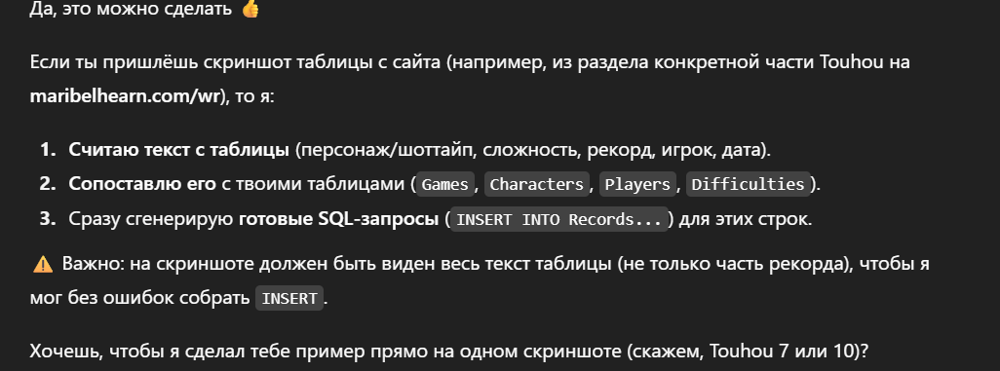 Да, это можно сделать 👍
Если ты пришлёшь скриншот таблицы с сайта (например, из раздела конкретной части Touhou на
maribelhearn.com/wr), то я:
1. Считаю текст с таблицы (персонаж/шоттайп, сложность, рекорд, игрок, дата).
2. Сопоставлю его с твоими таблицами (Games, Characters, Players, Difficulties).
3. Сразу сгенерирую готовые SQL-запросы (INSERT INTO Records...) для этих строк.
⚠️ Важно: на скриншоте должен быть виден весь текст таблицы (не только часть рекорда), чтобы я
мог без ошибок собрать INSERT.
Хочешь, чтобы я сделал тебе пример прямо на одном скриншоте (скажем, Touhou 7 или 10)?